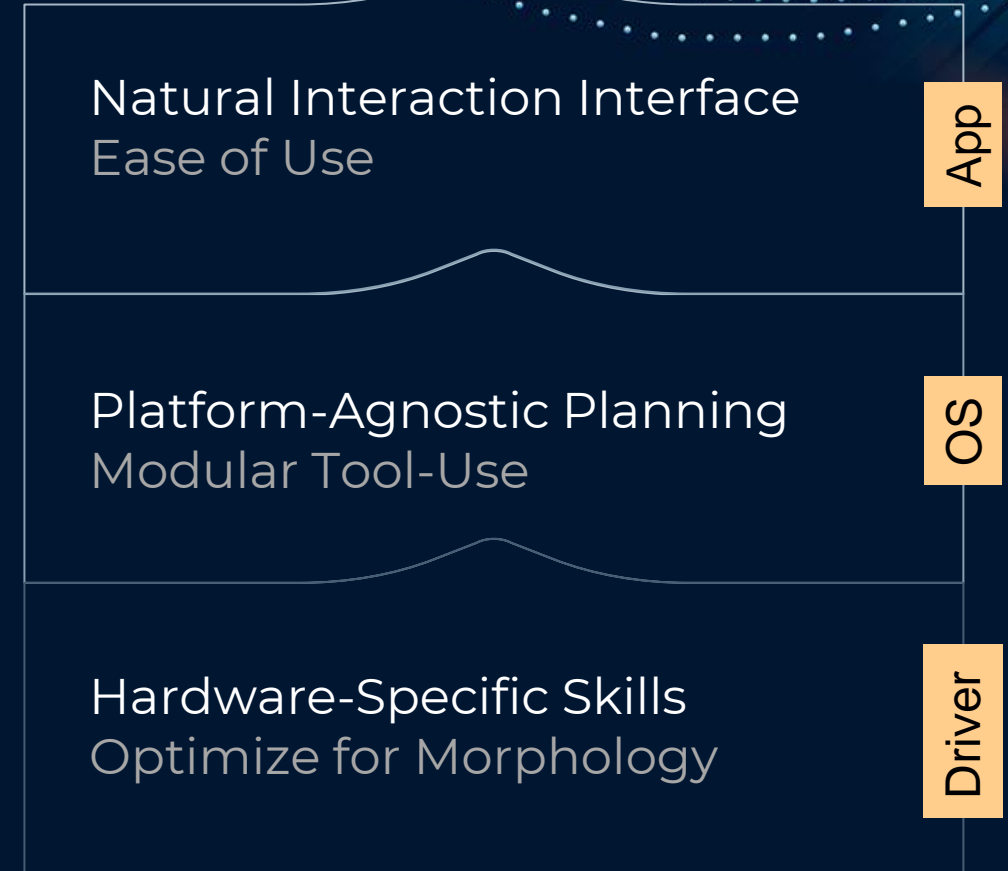 Natural Interaction Interface
Ease of Use
App
Platform-Agnostic Planning
Modular Tool-Use
OS
Hardware-Specific Skills
Optimize for Morphology
Driver